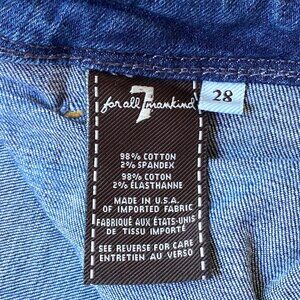 7
for all mankind
28
98% COTTON
2% SPANDEX
98% COTON
2% ELASTHANNE
MADE IN U.S.A.
OF IMPORTED FABRIC
FABRIQUÉ AUX ÉTATS-UNIS
DE TISSU IMPORTÉ
SEE REVERSE FOR CARE
ENTRETIEN AU VERSO